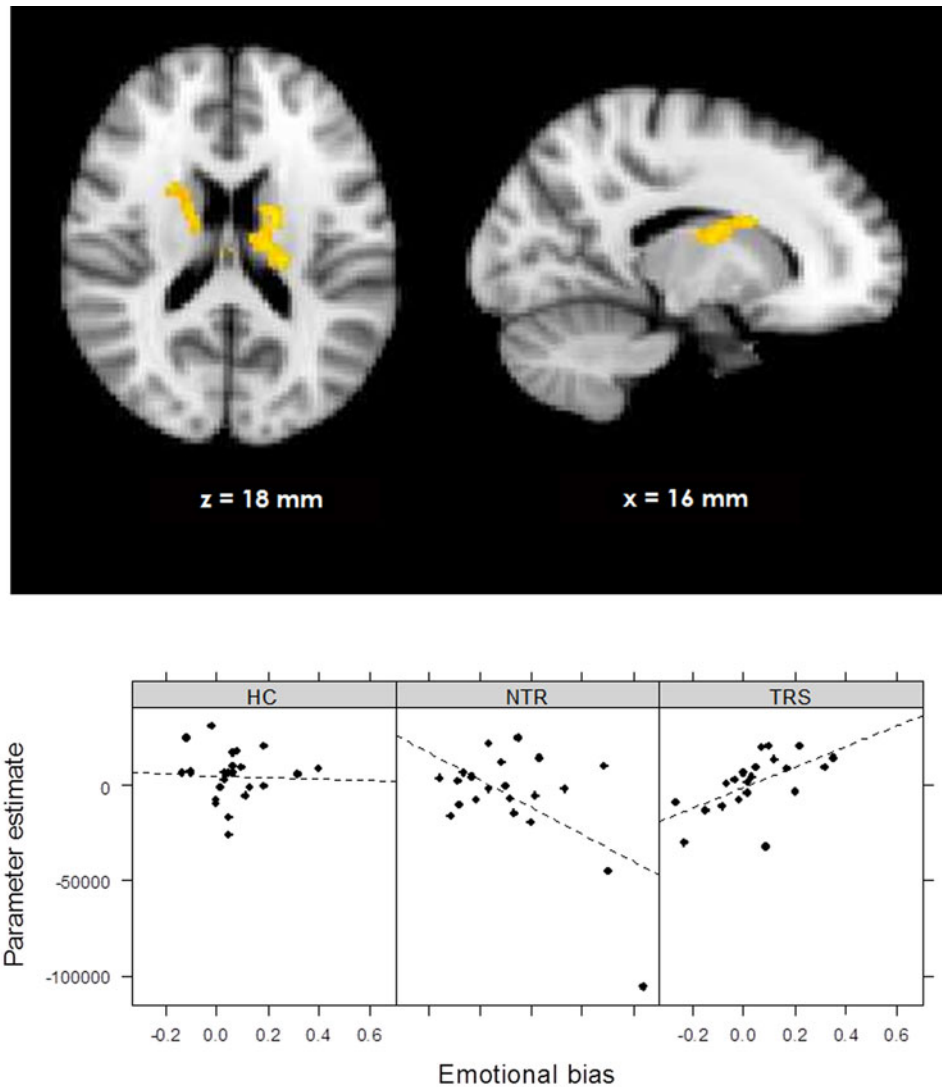 z = 18 mm
x = 16 mm
HC
NTR
TRS
Parameter estimate
0
-50000
-100000
-0.2 0.0 0.2 0.4 0.6
-0.2 0.0 0.2 0.4 0.6
Emotional bias